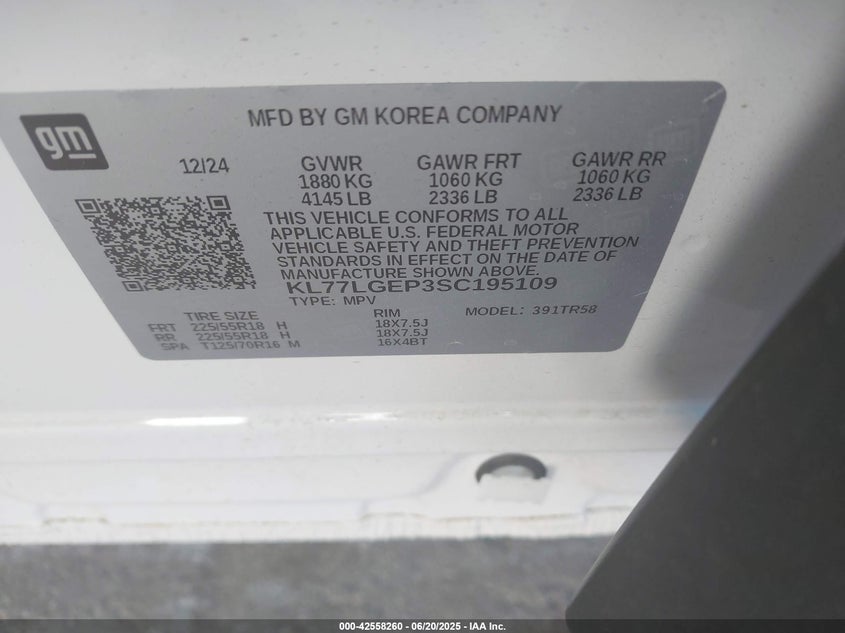 gm
MFD BY GM KOREA COMPANY
12/24
GVWR
1880 KG
4145 LB
GAWR FRT
1060 KG
2336 LB
GAWR RR
1060 KG
2336 LB
THIS VEHICLE CONFORMS TO ALL
APPLICABLE U.S. FEDERAL MOTOR
VEHICLE SAFETY AND THEFT PREVENTION
STANDARDS IN EFFECT ON THE DATE OF
MANUFACTURE SHOWN ABOVE.
KL77LGEP3SC195109
TYPE: MPV
MODEL: 391TR58
TIRE SIZE
RIM
FRT 225/55R18 H 18X7.5J
RR 225/55R18 H 18X7.5J
SPA T125/70R16 M 16X4BT
000-42558260 - 06/20/2025 - IAA Inc.